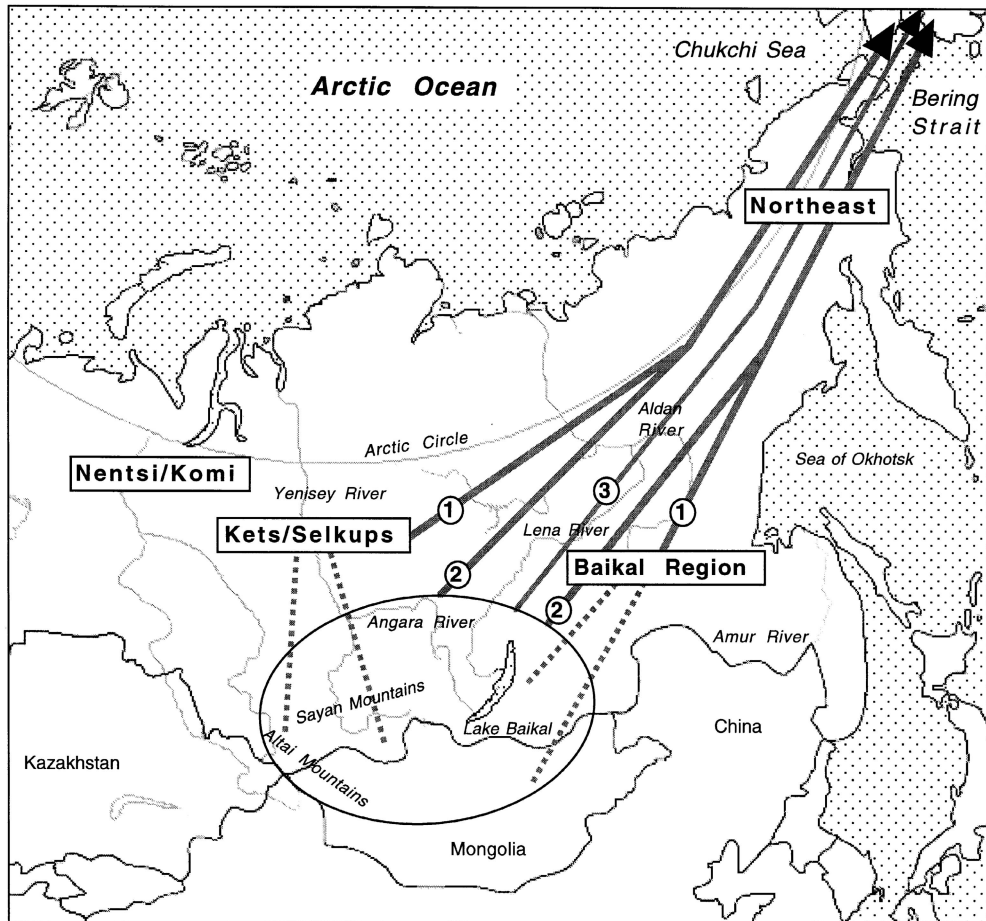 Chukchi Sea
Arctic Ocean
Bering
Strait
Northeast
Aldan
River
Arctic Circle
Sea of Okhotsk
Nentsi/Komi
Yenisey River
1
3
1
Lena River
Kets/Selkups
Baikal Region
2
2
Angara River
Amur River
Sayan Mountains
Lake Baikal
China
Altai Mountains
Kazakhstan
Mongolia